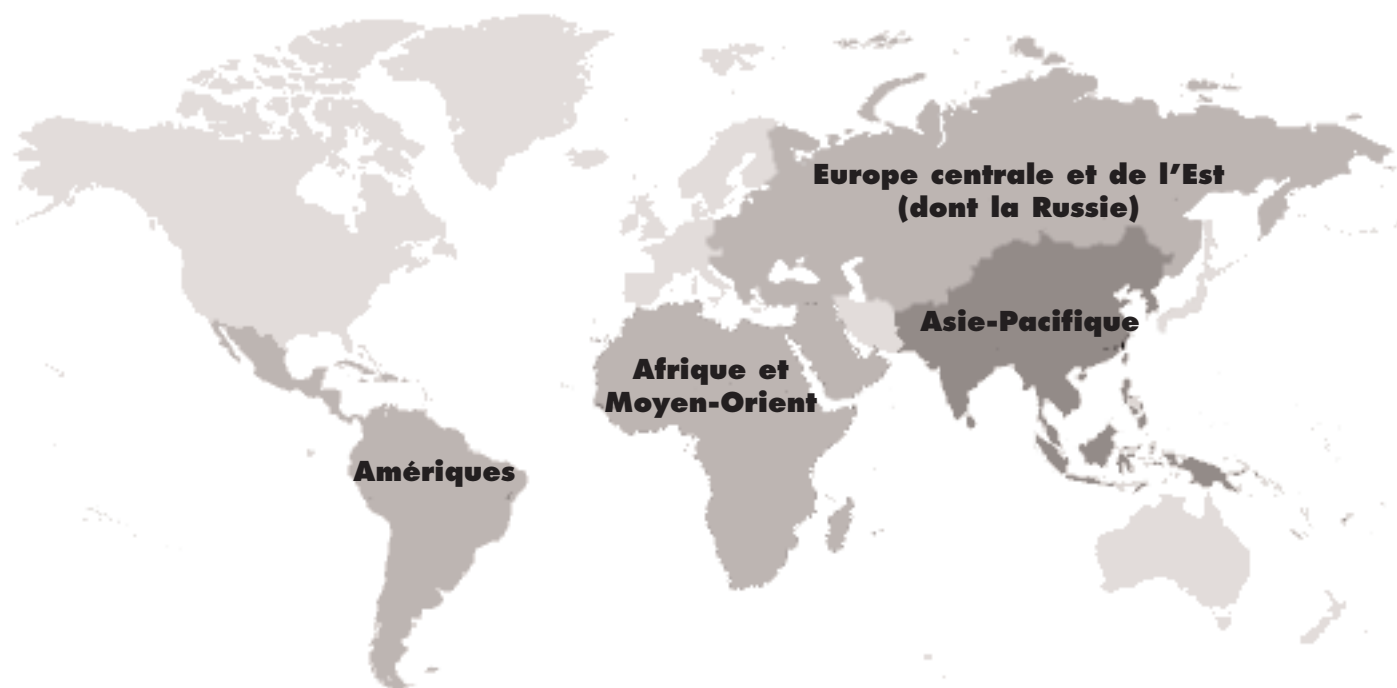 Europe centrale et de l’Est
(dont la Russie)
Asie-Pacifique
Afrique et
Moyen-Orient
Amériques